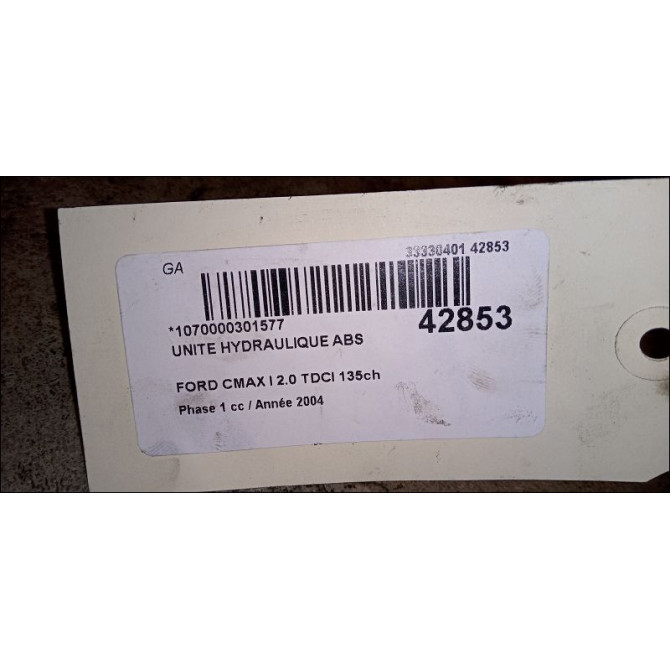 GA
33330401 42853
*1070000301577
42853
UNITE HYDRAULIQUE ABS
FORD CMAX I 2.0 TDCI 135ch
Phase 1 cc / Année 2004